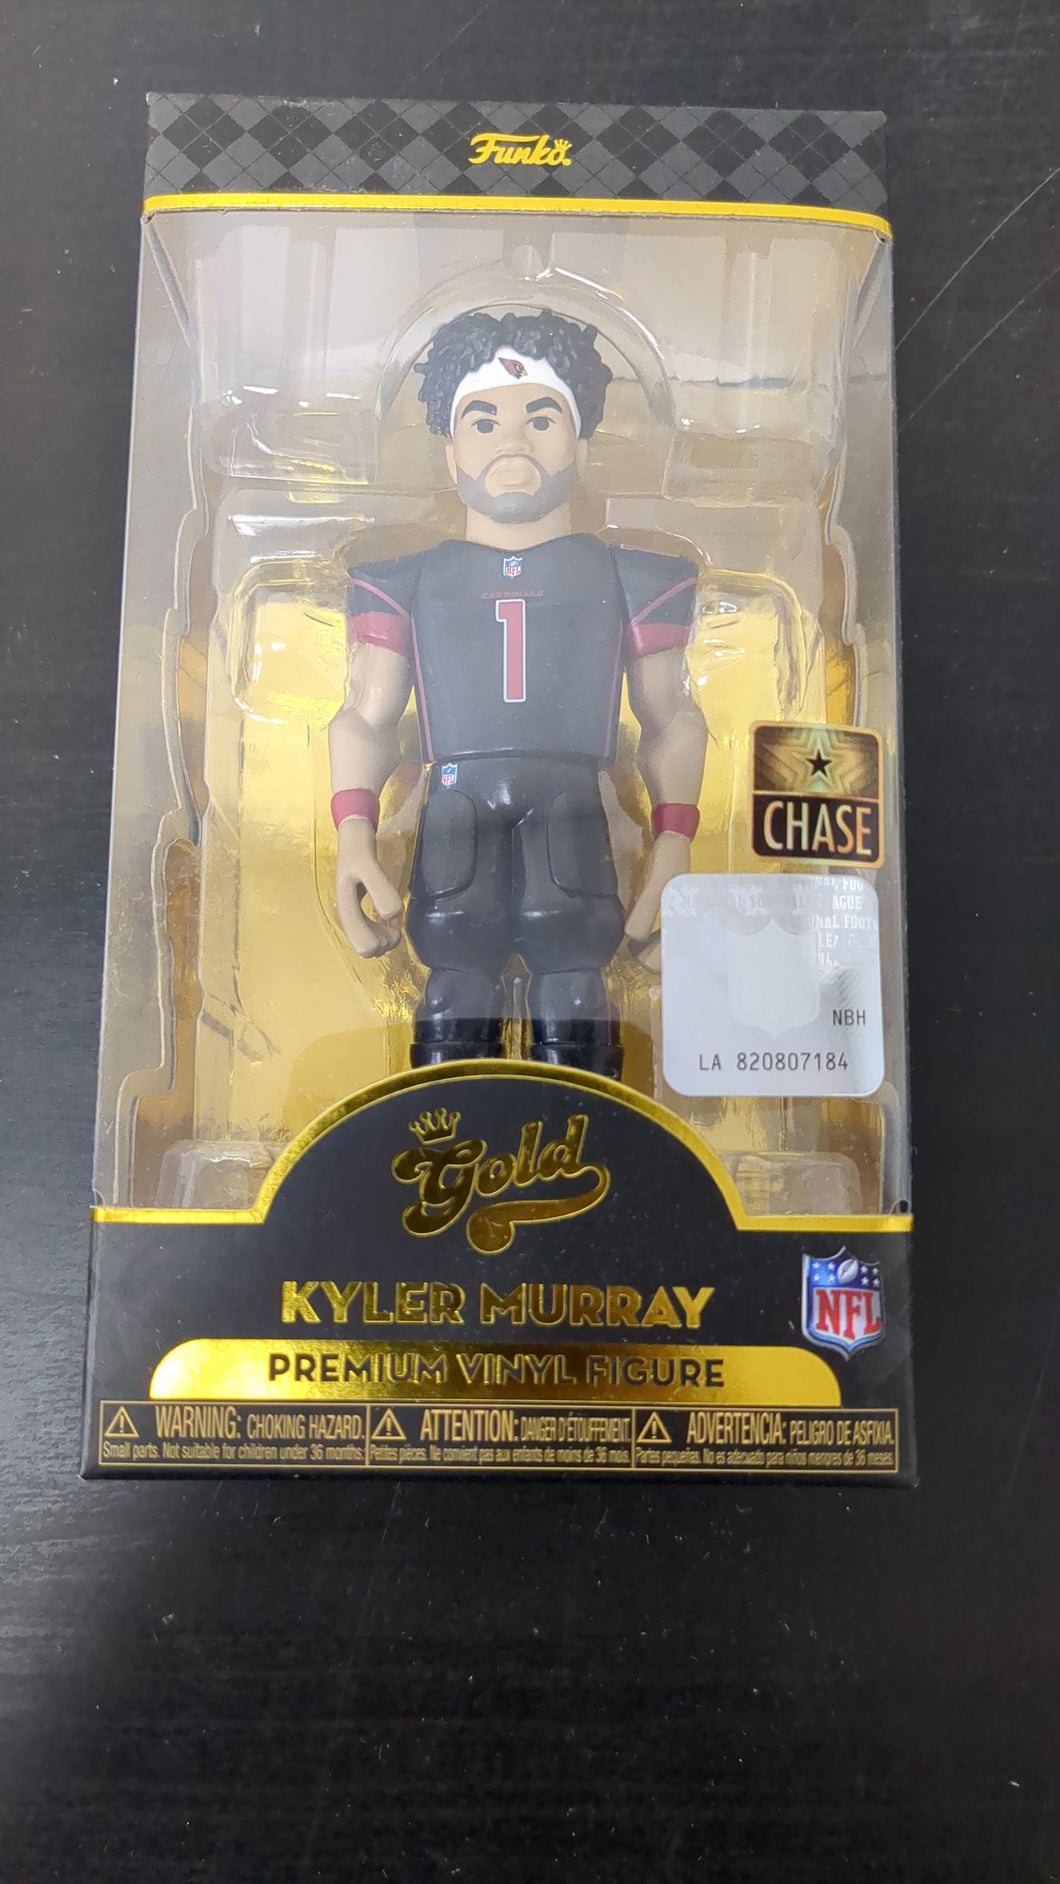 Funko
NFL
CARDINALS
1
NFL
CHASE
NBH
LA 820807184
Gold
KYLER MURRAY
NFL
PREMIUM VINYL FIGURE
WARNING: CHOKING HAZARD.
Small parts. Not suitable for children under 36 months.
ATTENTION: DANGER D'ÉTOUFFEMENT.
Petites pièces. Ne convient pas aux enfants de moins de 36 mois.
ADVERTENCIA: PELIGRO DE ASFIXIA.
Partes pequeñas. No es adecuado para niños menores de 36 meses.